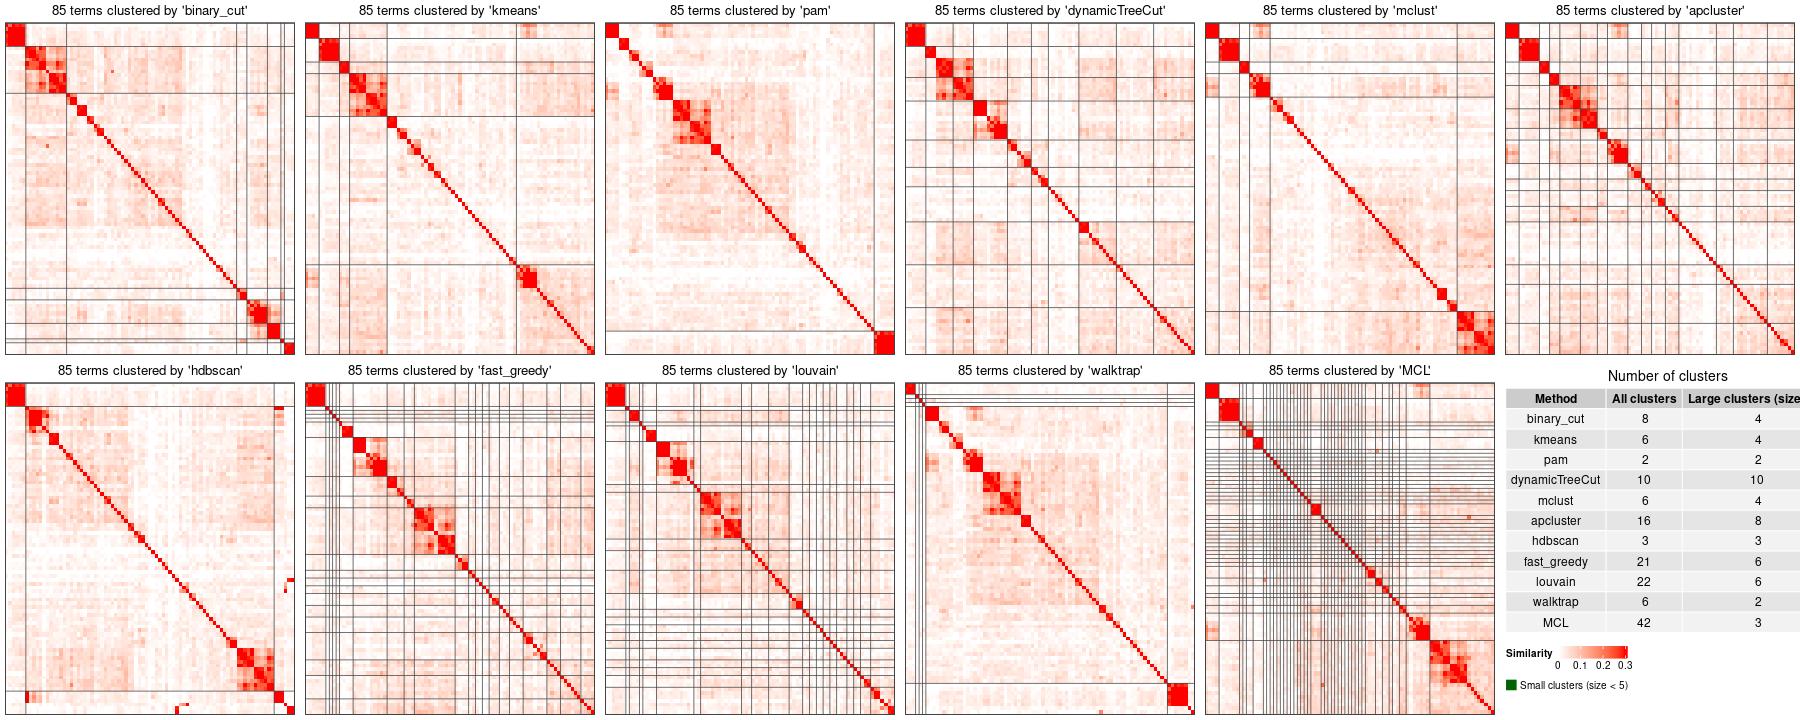 85 terms clustered by 'binary_cut'
85 terms clustered by 'kmeans'
85 terms clustered by 'pam'
85 terms clustered by 'dynamicTreeCut'
85 terms clustered by 'mclust'
85 terms clustered by 'apcluster'
85 terms clustered by 'hdbscan'
85 terms clustered by 'fast_greedy'
85 terms clustered by 'louvain'
85 terms clustered by 'walktrap'
85 terms clustered by 'MCL'
Number of clusters
Method All clusters Large clusters (size
binary_cut 8 4
kmeans 6 4
pam 2 2
dynamicTreeCut 10 10
mclust 6 4
apcluster 16 8
hdbscan 3 3
fast_greedy 21 6
louvain 22 6
walktrap 6 2
MCL 42 3
Similarity
0 0.1 0.2 0.3
Small clusters (size < 5)